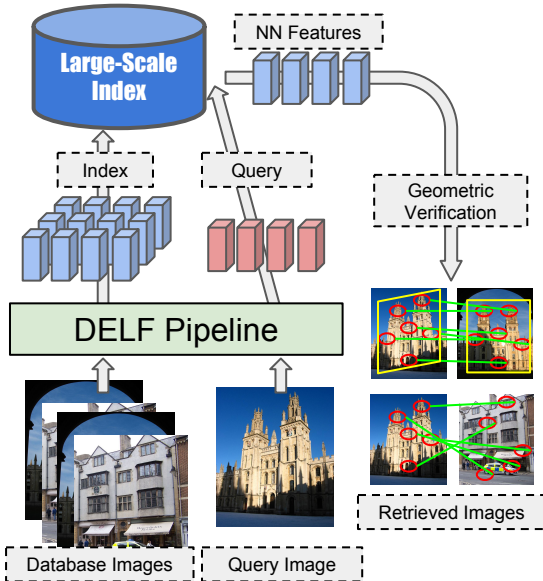 NN Features
Large-Scale
Index
Index
Query
Geometric
Verification
DELF Pipeline
Retrieved Images
Database Images
Query Image